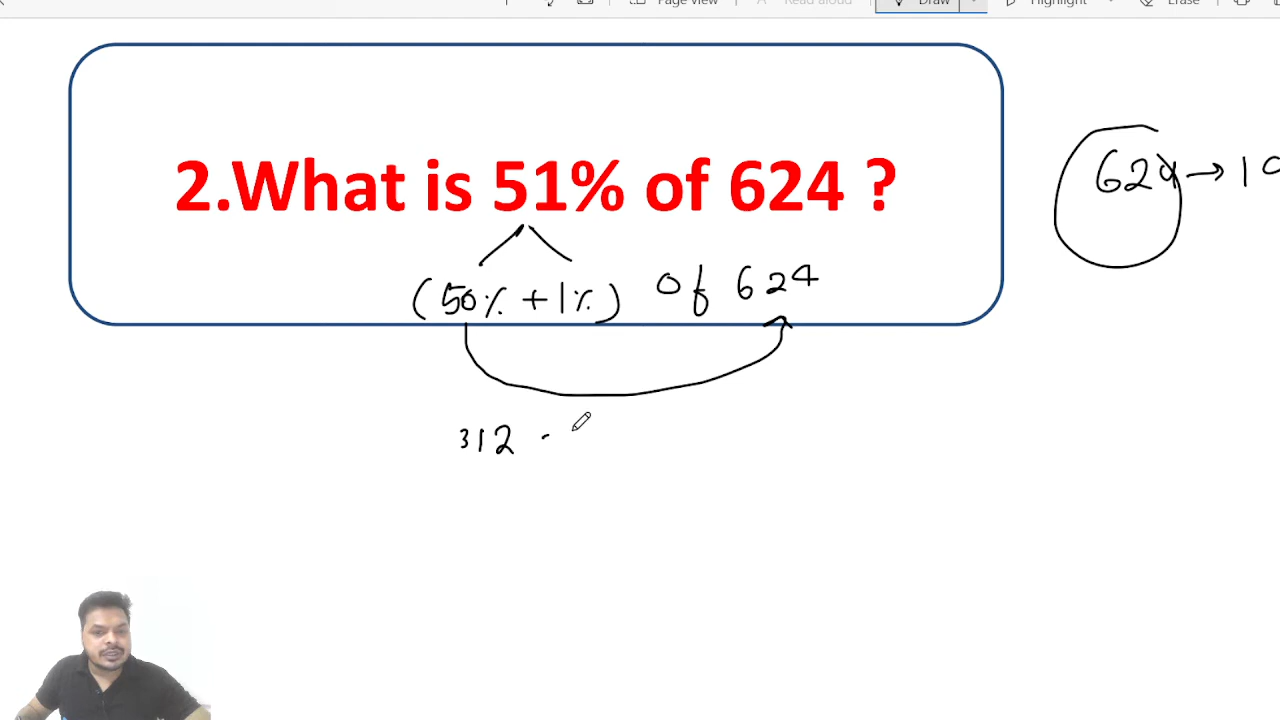 Page view
Read aloud
Draw
Highlight
Erase
2.What is 51% of 624 ?
(50% + 1%) of 624
624 → 10
312